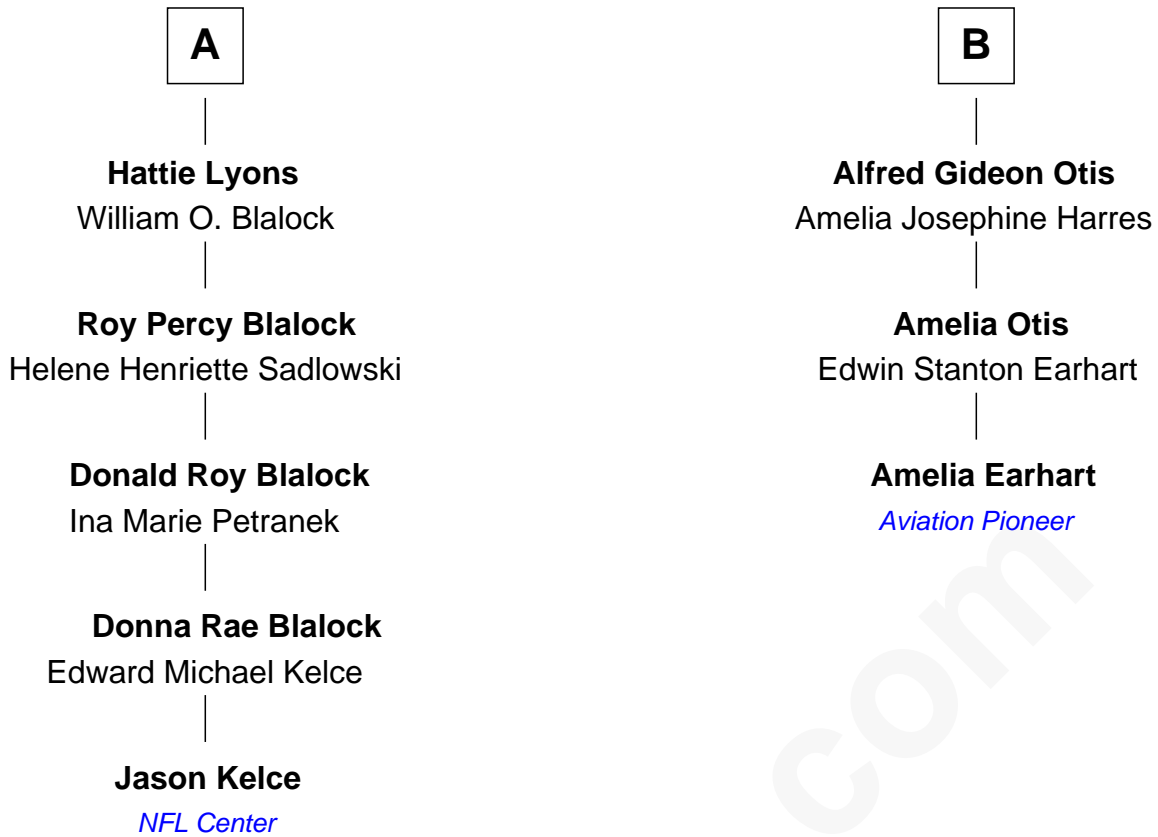 A
Hattie Lyons
William O. Blalock
Roy Percy Blalock
Helene Henriette Sadlowski
Donald Roy Blalock
Ina Marie Petranek
Donna Rae Blalock
Edward Michael Kelce
Jason Kelce
NFL Center
B
Alfred Gideon Otis
Amelia Josephine Harres
Amelia Otis
Edwin Stanton Earhart
Amelia Earhart
Aviation Pioneer
com